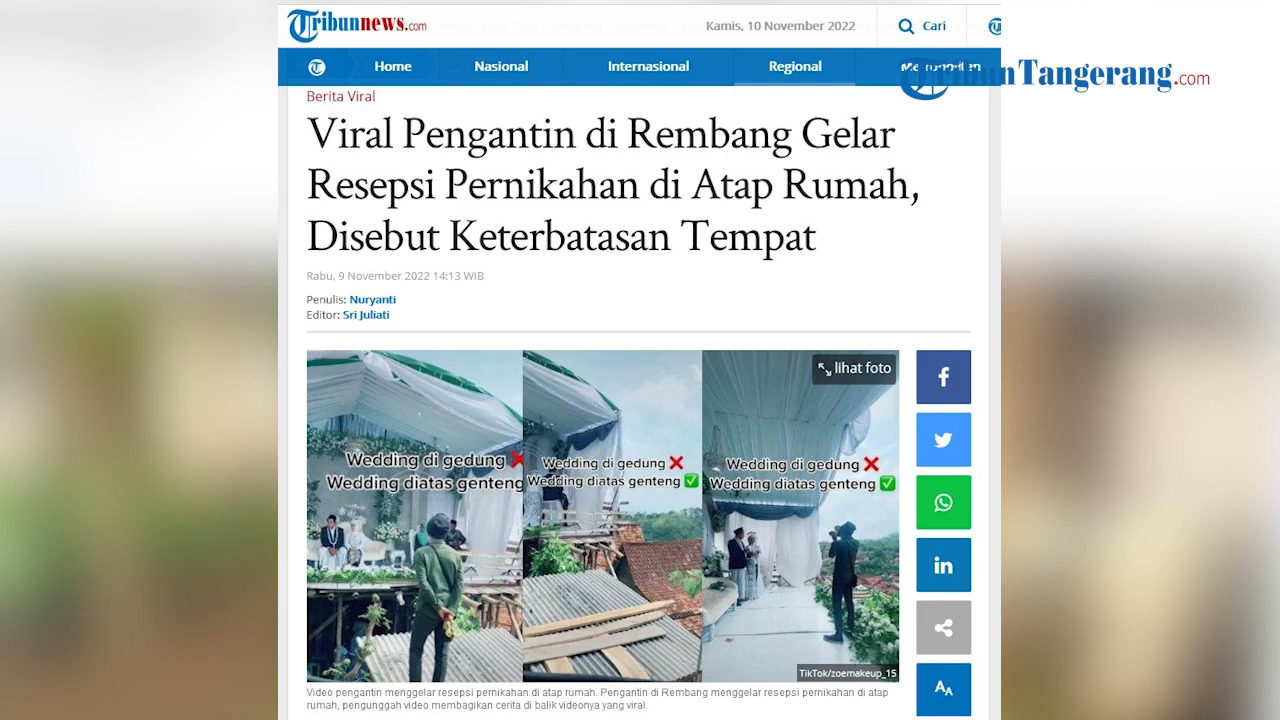 Tribunnews.com
Kamis, 10 November 2022
Cari
Home Nasional Internasional Regional
TribunTangerang.com
Berita Viral
Viral Pengantin di Rembang Gelar
Resepsi Pernikahan di Atap Rumah,
Disebut Keterbatasan Tempat
Rabu, 9 November 2022 14:13 WIB
Penulis: Nuryanti
Editor: Sri Juliati
lihat foto
Wedding di gedung ❌
Wedding diatas genteng
Wedding di gedung ❌
Wedding diatas genteng ✅
Wedding di gedung ❌
Wedding diatas genteng ✅
TikTok/zoemakeup_15
Video pengantin menggelar resepsi pernikahan di atap rumah. Pengantin di Rembang menggelar resepsi pernikahan di atap
rumah, pengunggah video membagikan cerita di balik videonya yang viral.